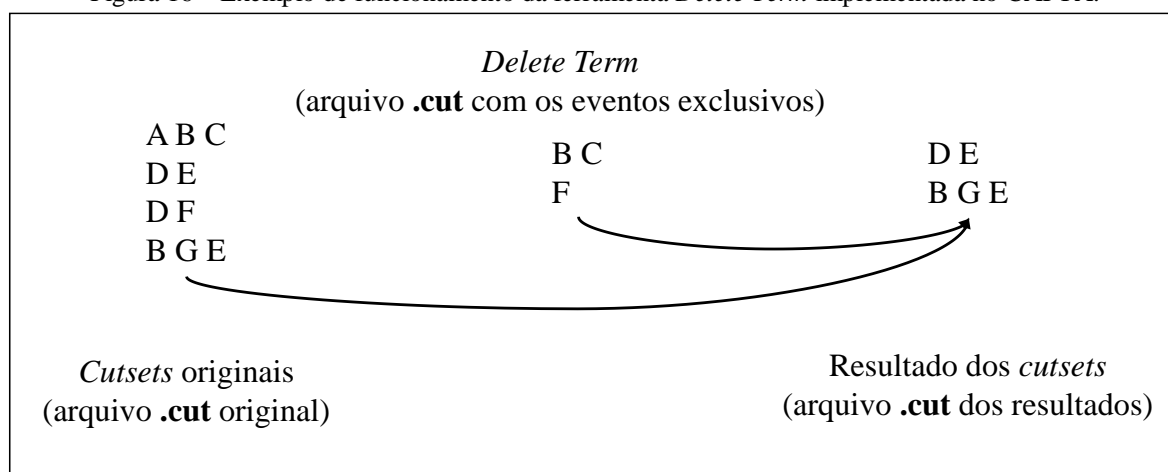 Delete Term
(arquivo .cut com os eventos exclusivos)
A B C
D E
D F
B G E
B C
F
D E
B G E
Cutsets originais
(arquivo .cut original)
Resultado dos cutsets
(arquivo .cut dos resultados)